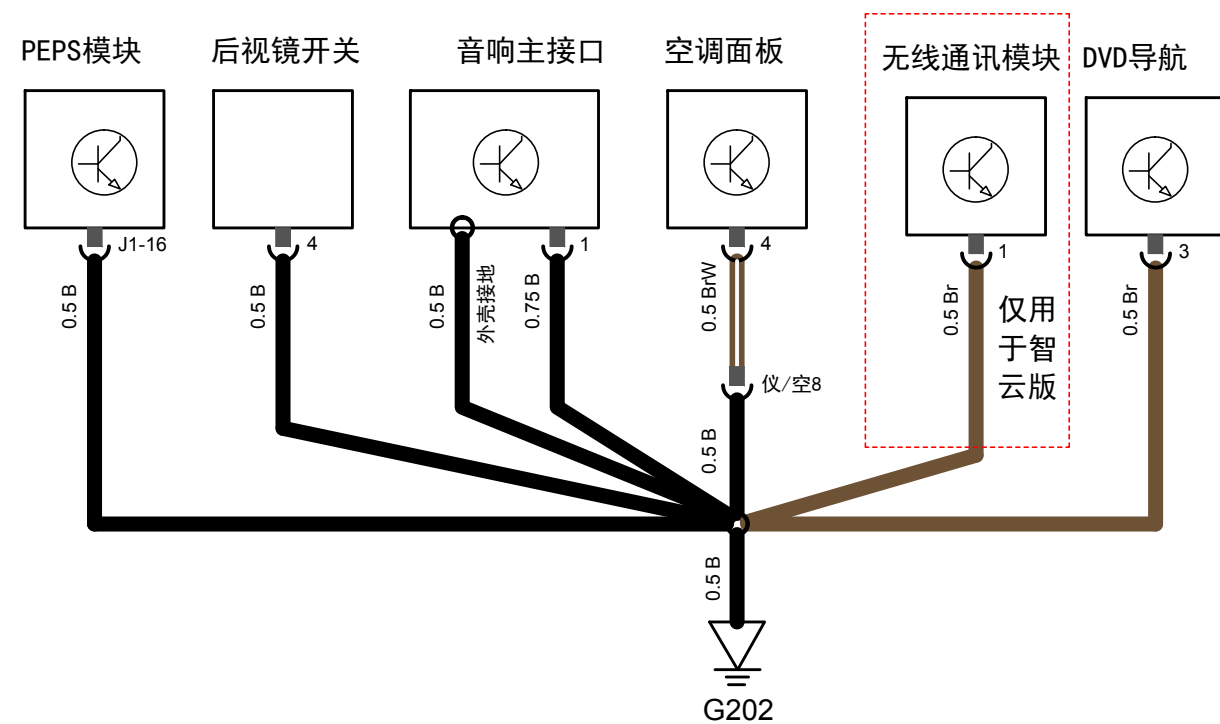 PEPS模块
后视镜开关
音响主接口
空调面板
无线通讯模块
DVD导航
J1-16
4
1
4
1
3
0.5 B
0.5 B
0.5 B
外壳接地
0.75 B
0.5 BrW
0.5 Br
仅用
于智
云版
0.5 Br
仪/空8
0.5 B
0.5 B
G202